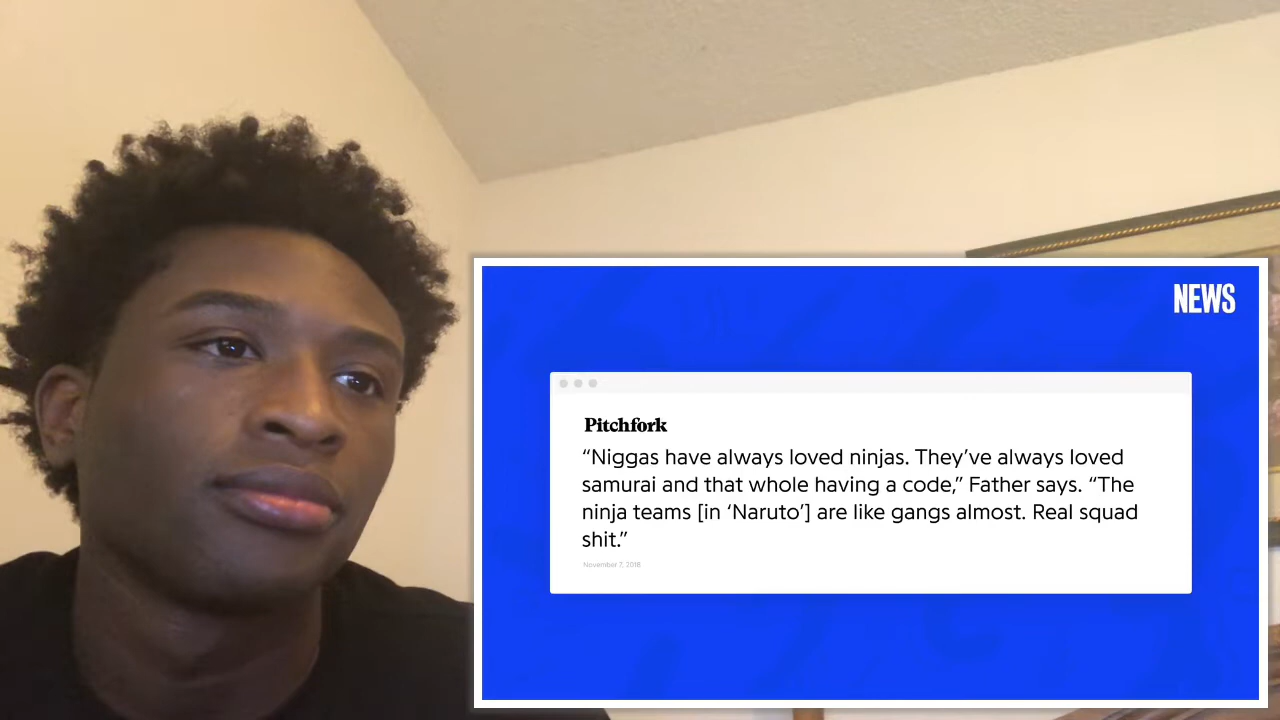 NEWS
Pitchfork
“Niggas have always loved ninjas. They’ve always loved
samurai and that whole having a code,” Father says. “The
ninja teams [in ‘Naruto’] are like gangs almost. Real squad
shit.”
November 7, 2016